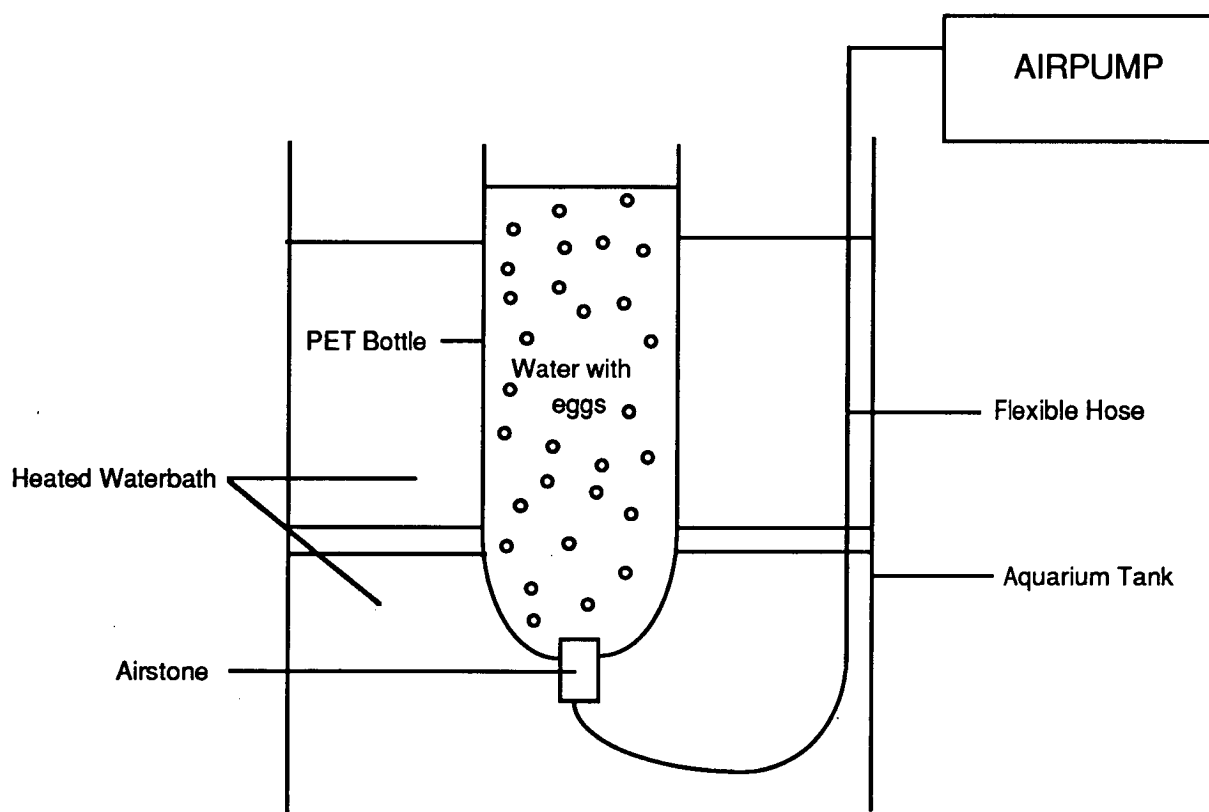 AIRPUMP
PET Bottle
Water with
eggs
Flexible Hose
Heated Waterbath
Aquarium Tank
Airstone